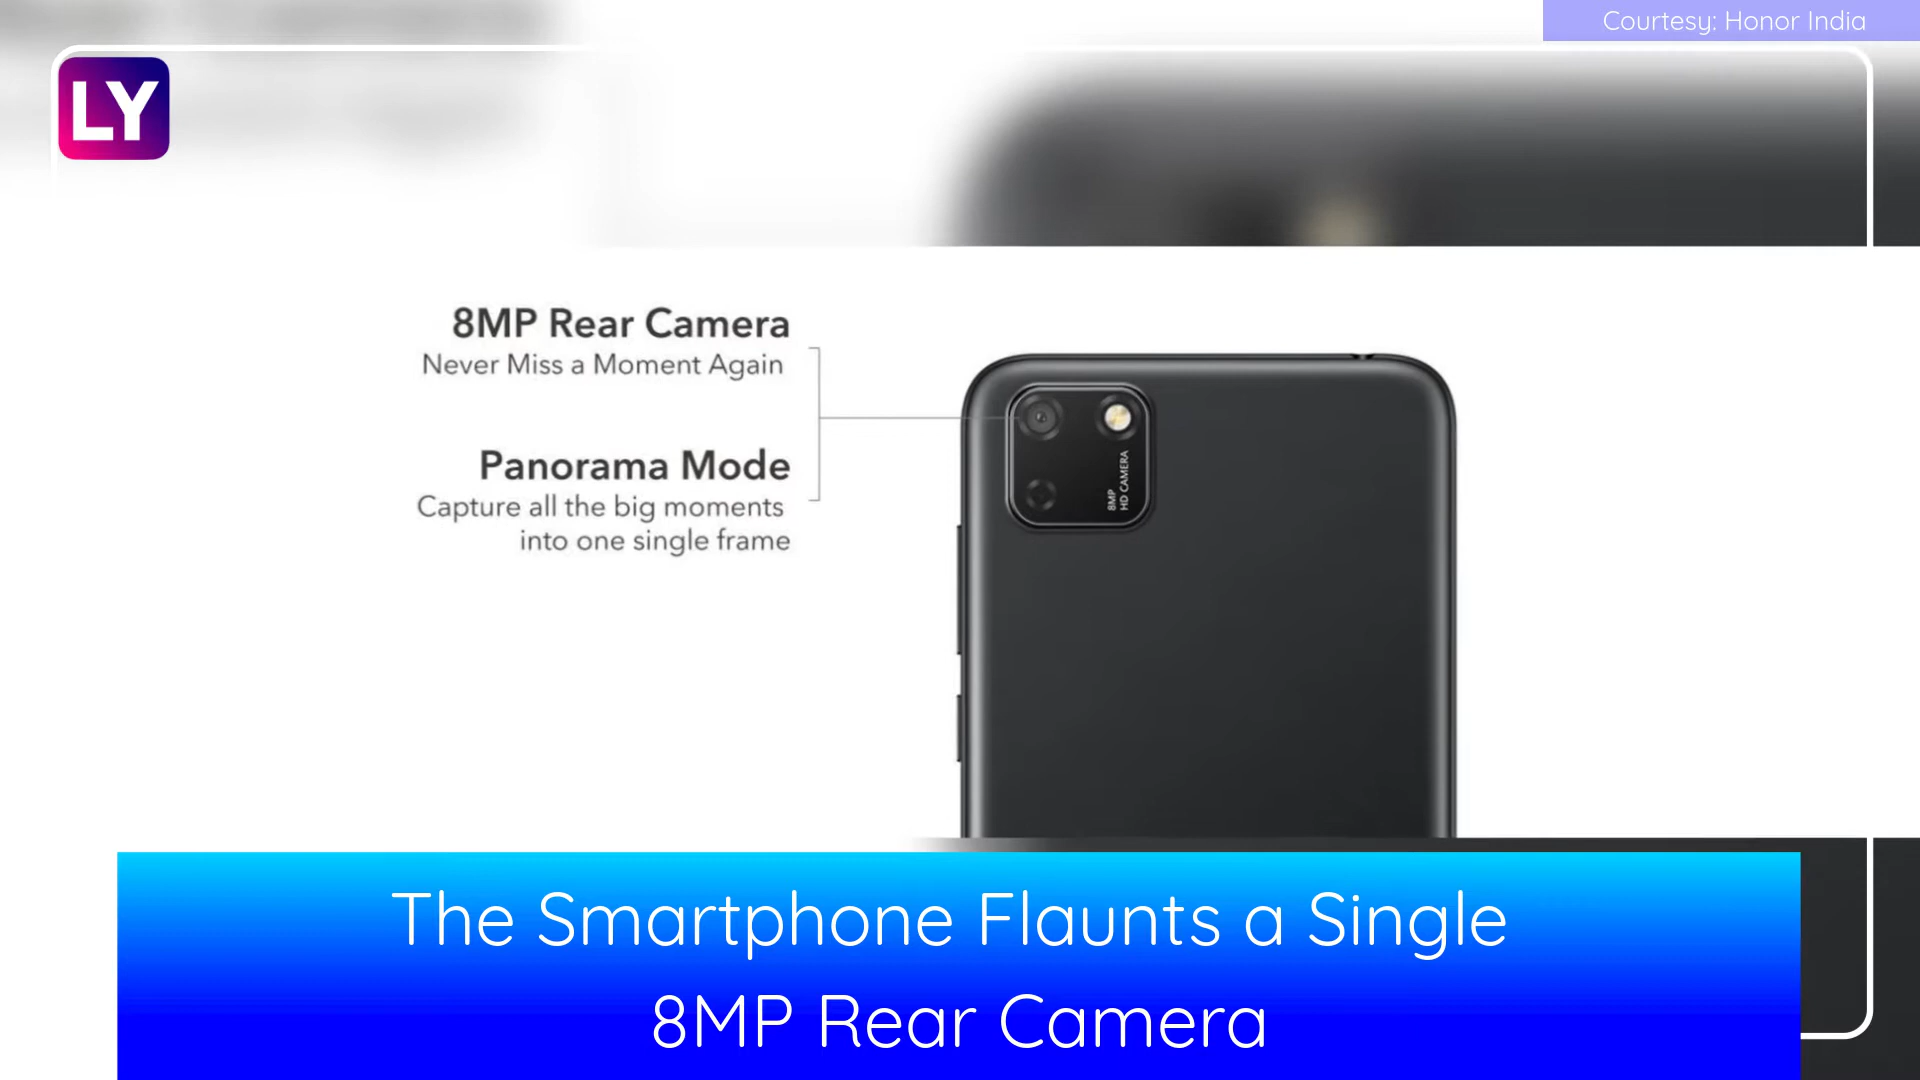 Courtesy: Honor India
LY
8MP Rear Camera
Never Miss a Moment Again
Panorama Mode
Capture all the big moments
into one single frame
8MP
HD CAMERA
The Smartphone Flaunts a Single
8MP Rear Camera